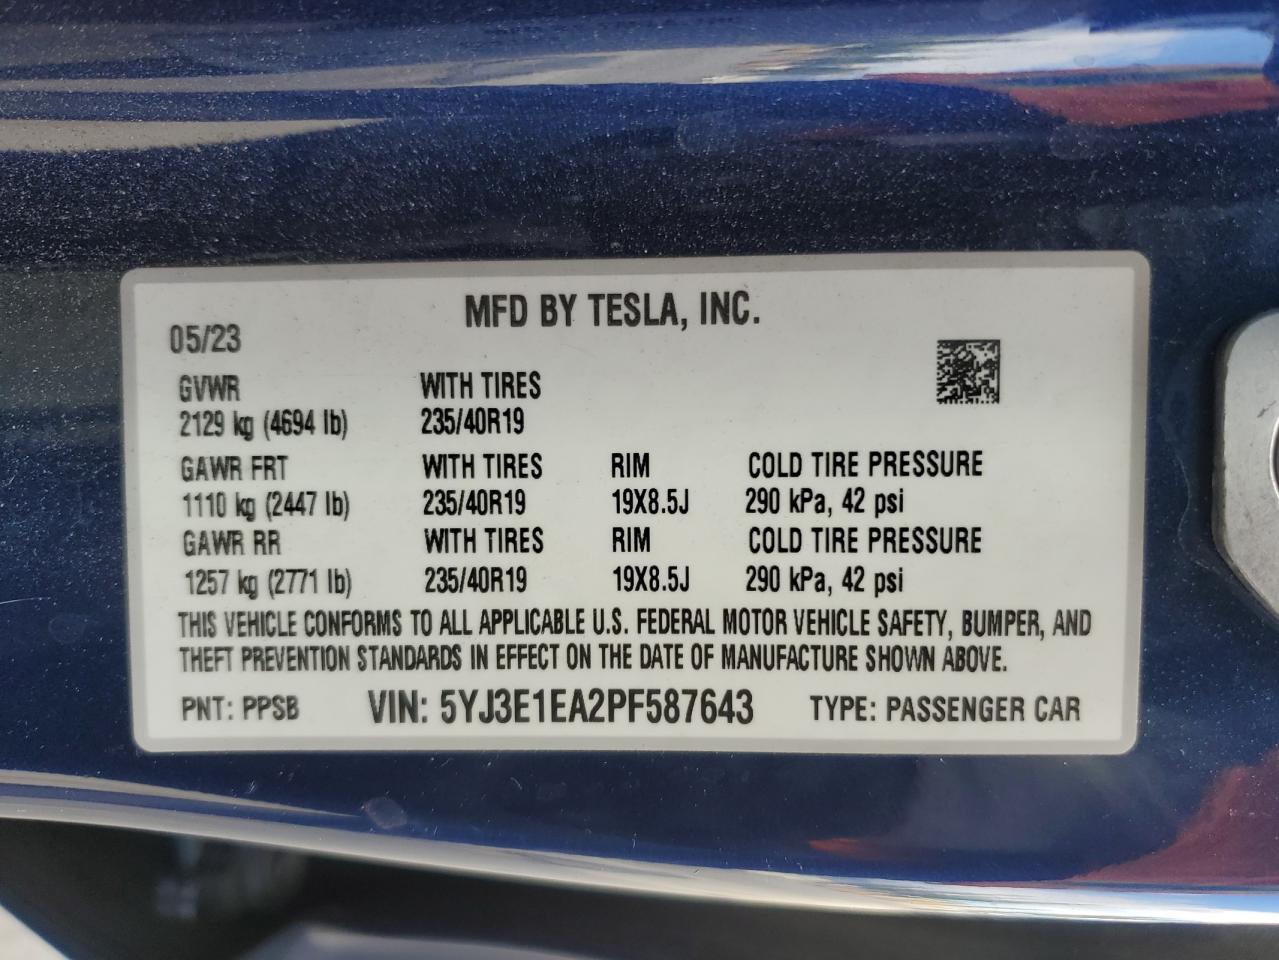 MFD BY TESLA, INC.
05/23
GVWR WITH TIRES
2129 kg (4694 lb) 235/40R19
GAWR FRT WITH TIRES RIM COLD TIRE PRESSURE
1110 kg (2447 lb) 235/40R19 19X8.5J 290 kPa, 42 psi
GAWR RR WITH TIRES RIM COLD TIRE PRESSURE
1257 kg (2771 lb) 235/40R19 19X8.5J 290 kPa, 42 psi
THIS VEHICLE CONFORMS TO ALL APPLICABLE U.S. FEDERAL MOTOR VEHICLE SAFETY, BUMPER, AND
THEFT PREVENTION STANDARDS IN EFFECT ON THE DATE OF MANUFACTURE SHOWN ABOVE.
PNT: PPSB VIN: 5YJ3E1EA2PF587643 TYPE: PASSENGER CAR